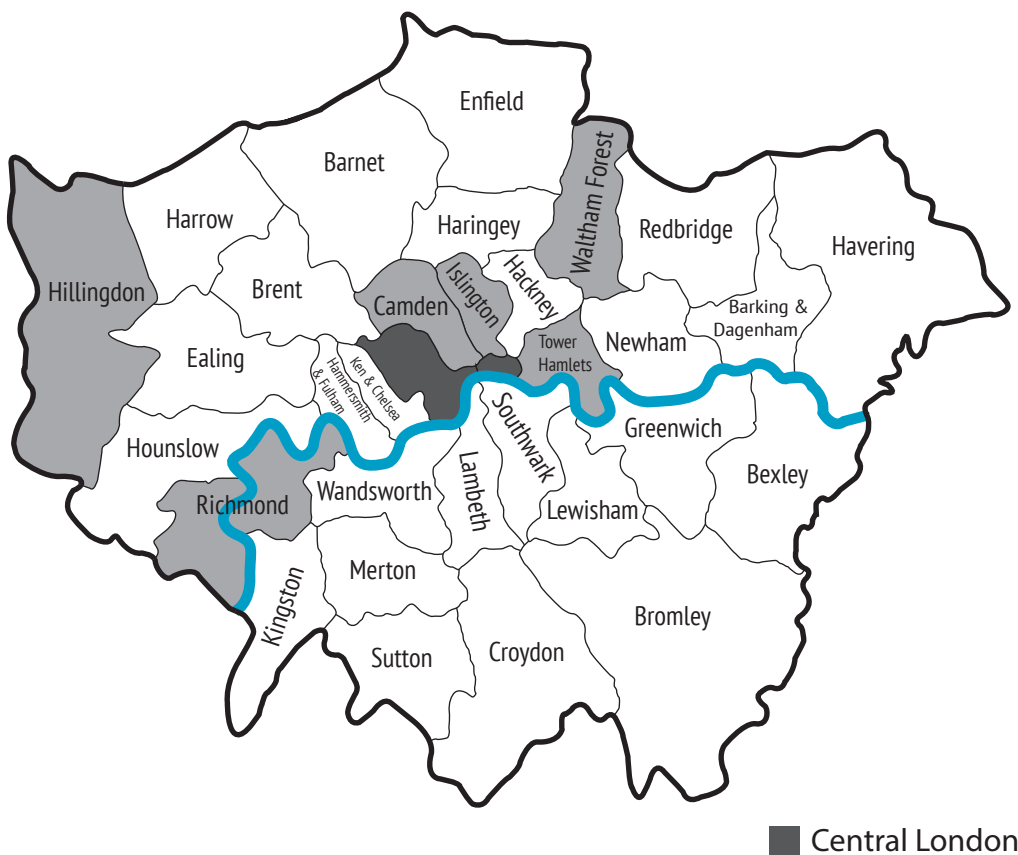 Enfield
Barnet
Waltham Forest
Harrow
Haringey
Redbridge
Havering
Hillingdon
Brent
Camden
Islington
Hackney
Barking &
Dagenham
Ealing
Tower
Hamlets
Newham
Ken & Chelsea
Hammersmith
& Fulham
Hounslow
Southwark
Greenwich
Richmond
Wandsworth
Lambeth
Lewisham
Bexley
Merton
Kingston
Sutton
Croydon
Bromley
Central London